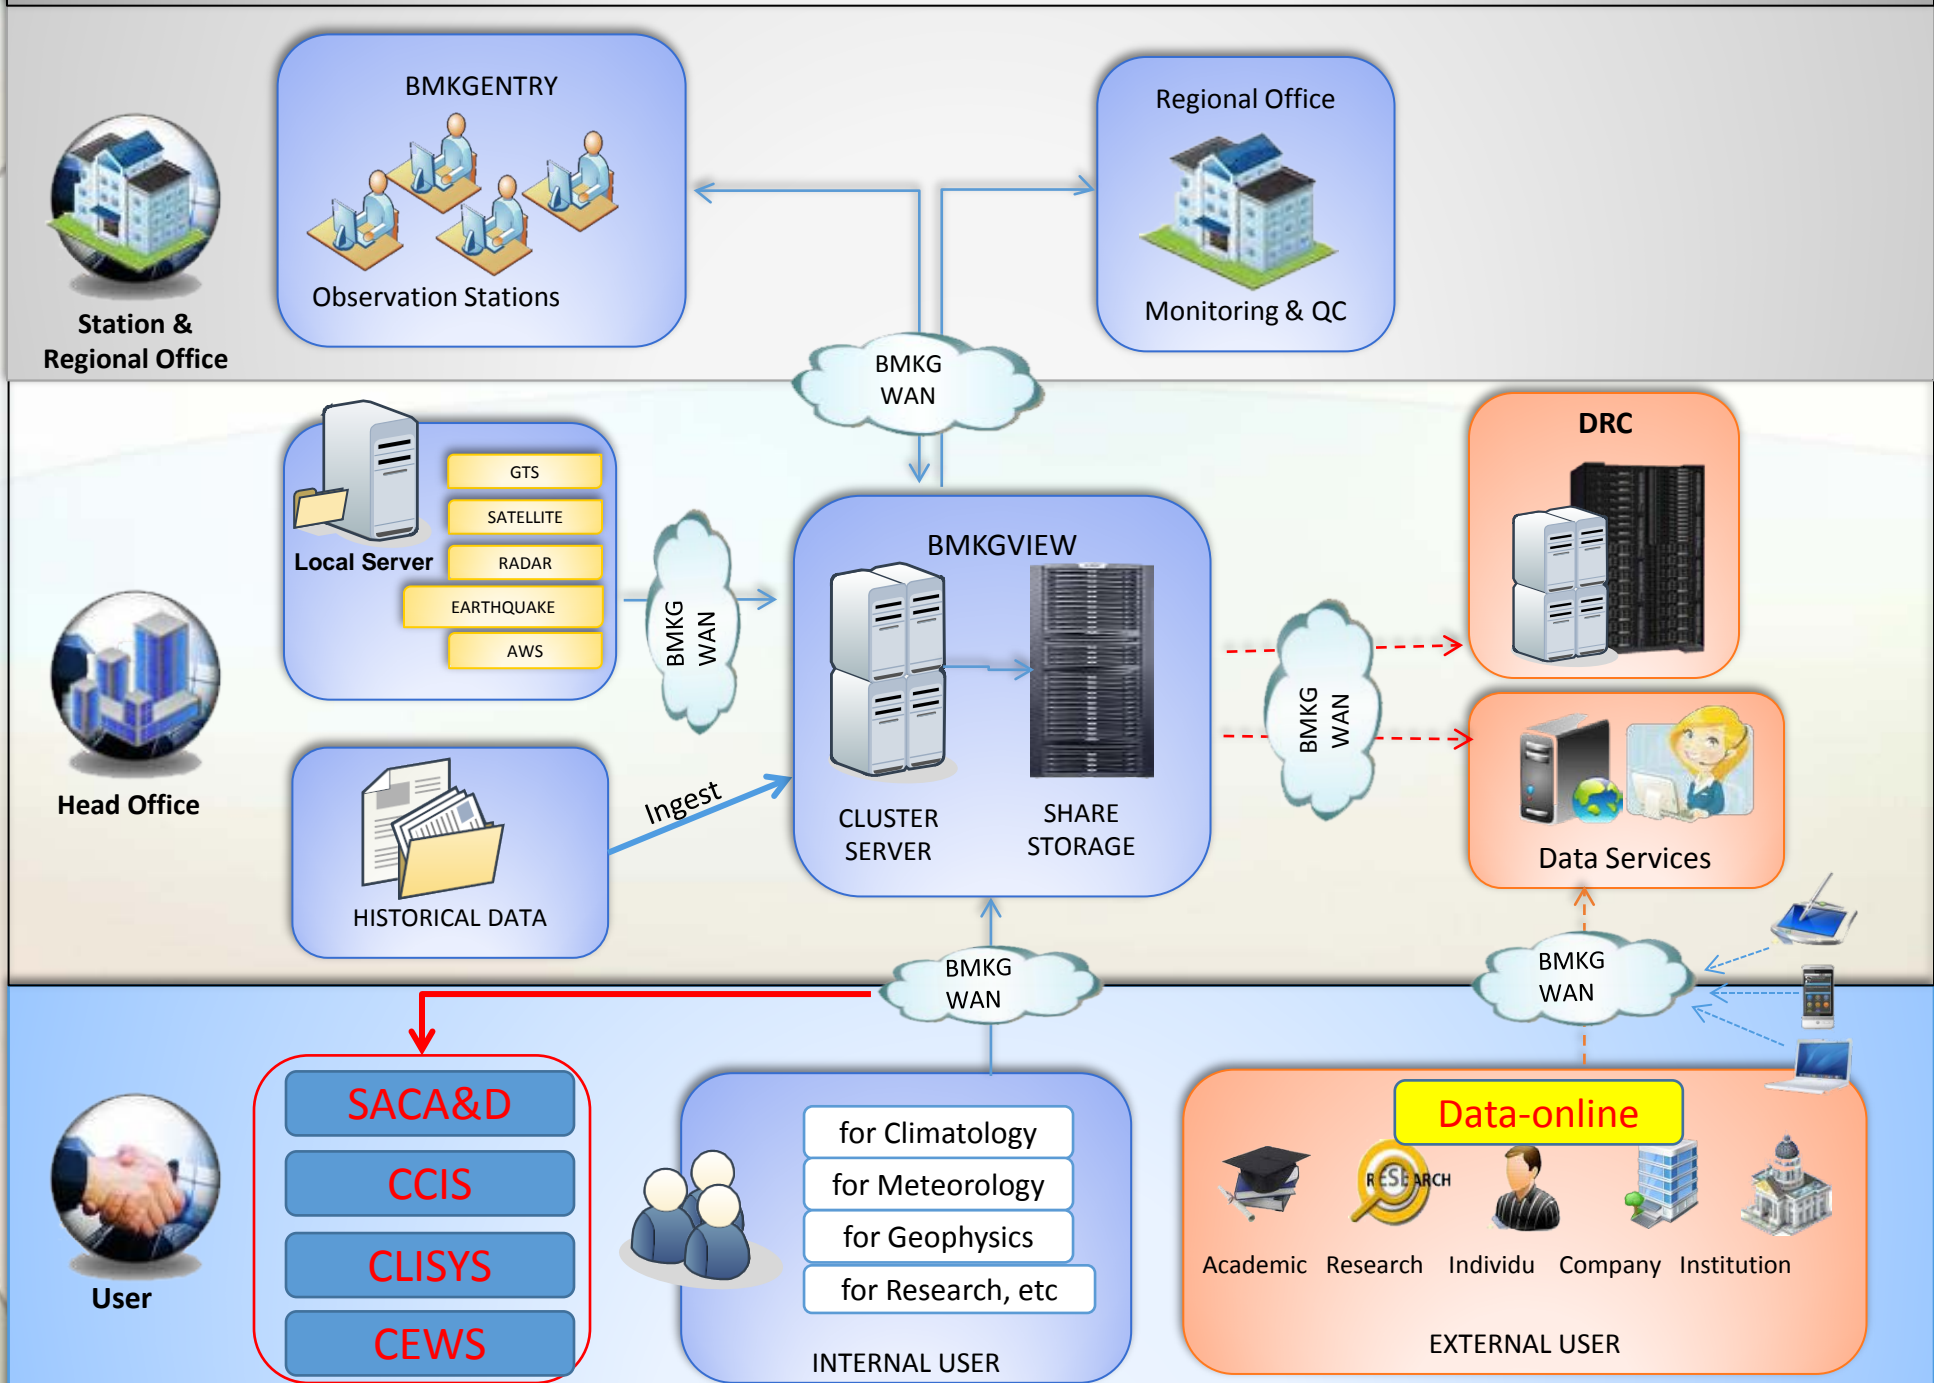 BMKGENTRY
Observation Stations
Regional Office
Monitoring & QC
Station &
Regional Office
BMKG
WAN
Local Server
GTS
SATELLITE
RADAR
EARTHQUAKE
AWS
BMKG
WAN
BMKGVIEW
CLUSTER
SERVER
SHARE
STORAGE
BMKG
WAN
DRC
Data Services
Head Office
HISTORICAL DATA
Ingest
BMKG
WAN
BMKG
WAN
User
SACA&D
CCIS
CLISYS
CEWS
for Climatology
for Meteorology
for Geophysics
for Research, etc
INTERNAL USER
Data-online
RESEARCH
Academic
Research
Individu
Company
Institution
EXTERNAL USER